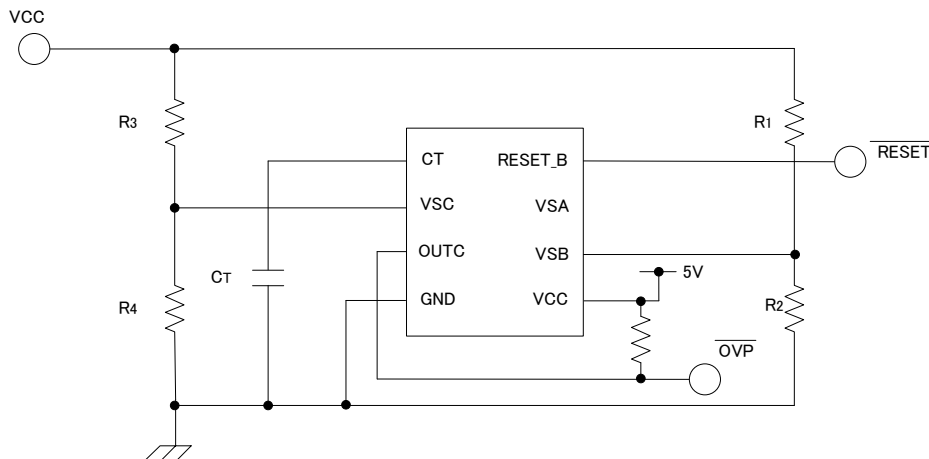 VCC
R3
R1
CT
RESET_B
RESET
VSC
VSA
OUTC
VSB
CT
5V
R4
GND
VCC
R2
OVP